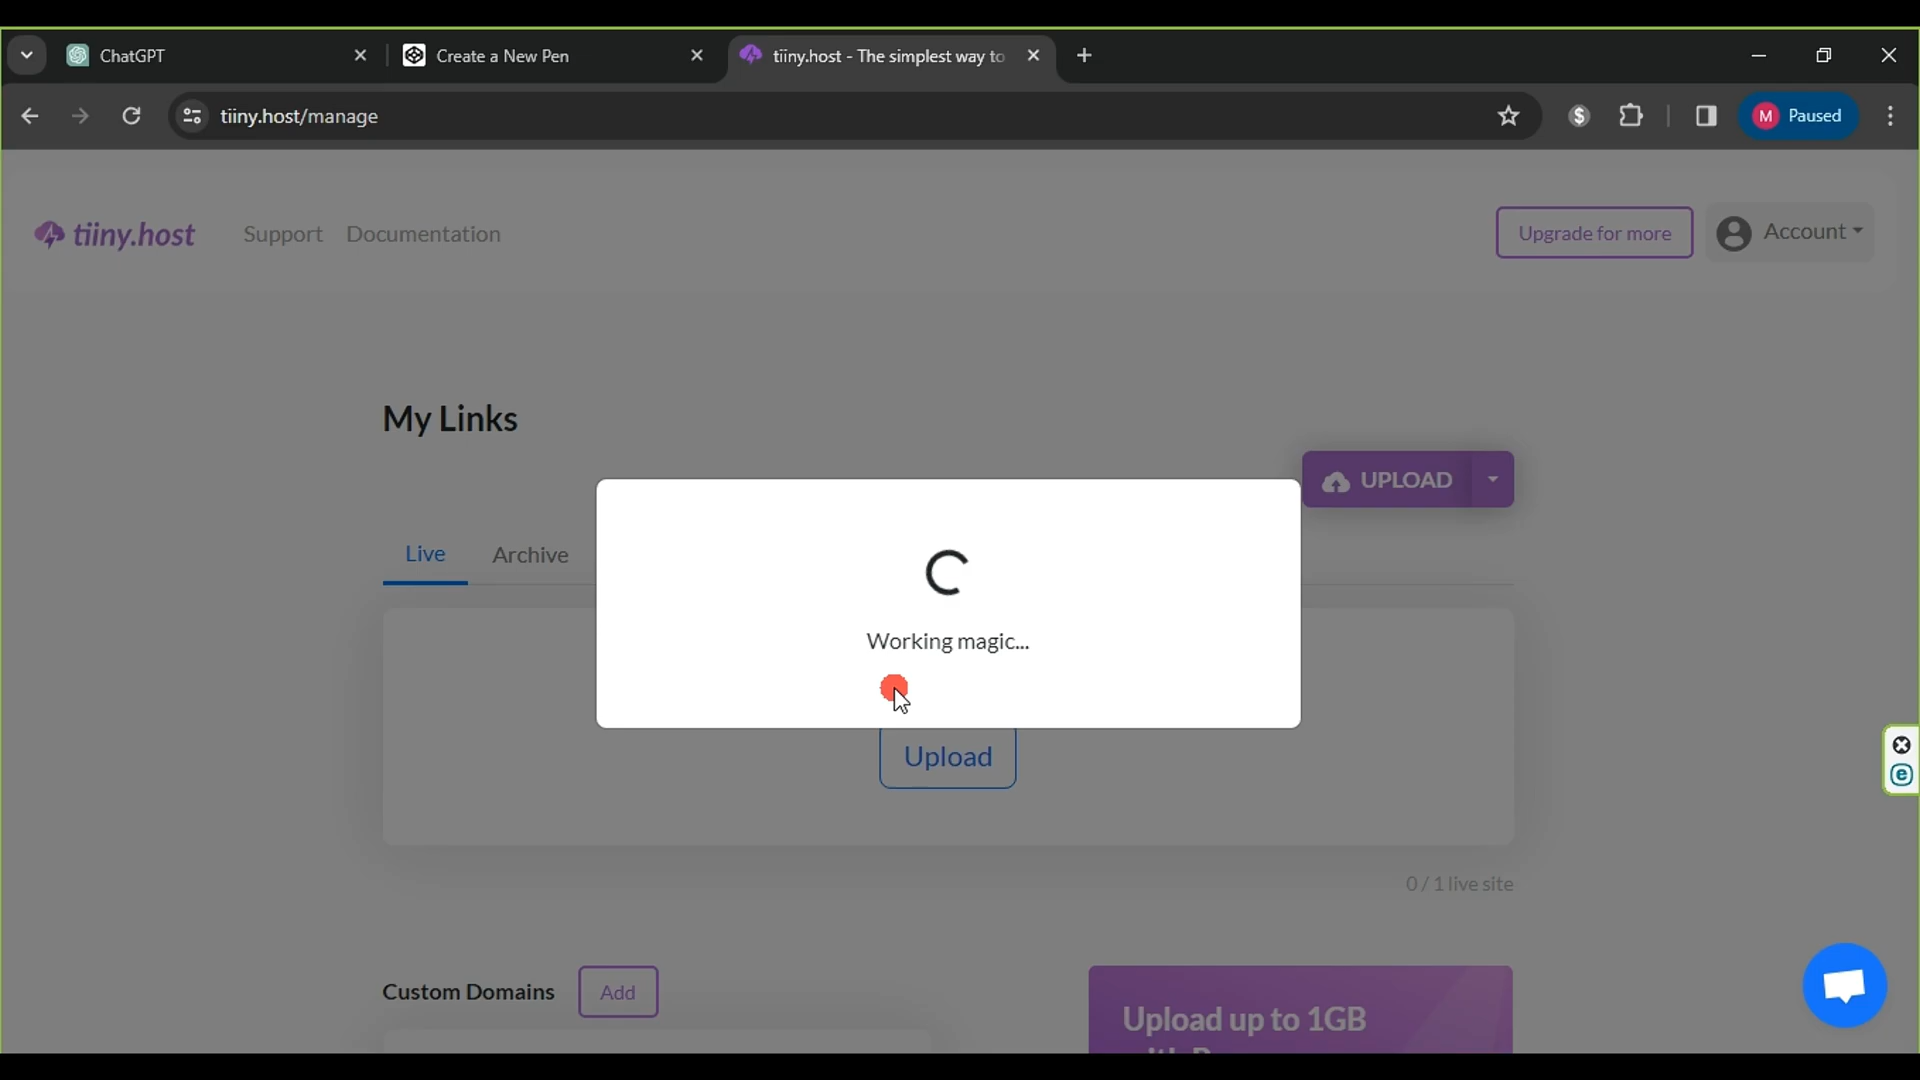 ChatGPT
Create a New Pen
tiiny.host - The simplest way to
tiiny.host/manage
$
M Paused
tiiny.host
Support
Documentation
Upgrade for more
Account
My Links
UPLOAD
Live
Archive
Working magic...
Upload
0 / 1 live site
Custom Domains
Add
Upload up to 1GB